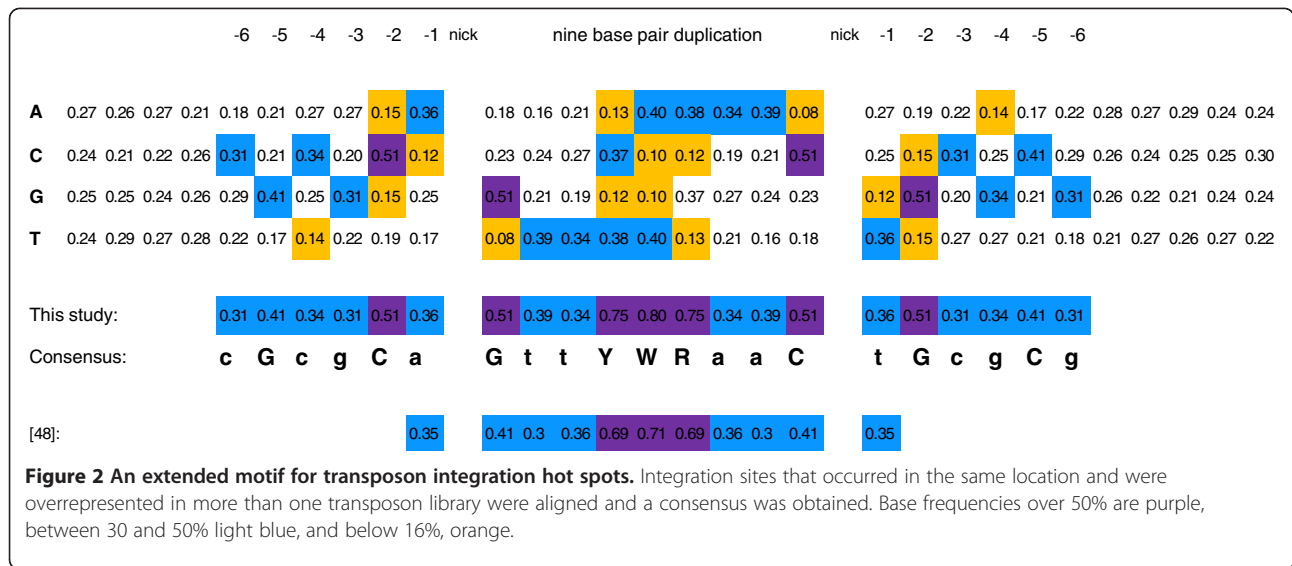 -6 -5 -4 -3 -2 -1 nick nine base pair duplication nick -1 -2 -3 -4 -5 -6
A 0.27 0.26 0.27 0.21 0.18 0.21 0.27 0.27 0.15 0.36 0.18 0.16 0.21 0.13 0.40 0.38 0.34 0.39 0.08 0.27 0.19 0.22 0.14 0.17 0.22 0.28 0.27 0.29 0.24 0.24
C 0.24 0.21 0.22 0.26 0.31 0.21 0.34 0.20 0.51 0.12 0.23 0.24 0.27 0.37 0.10 0.12 0.19 0.21 0.51 0.25 0.15 0.31 0.25 0.41 0.29 0.26 0.24 0.25 0.25 0.30
G 0.25 0.25 0.24 0.26 0.29 0.41 0.25 0.31 0.15 0.25 0.51 0.21 0.19 0.12 0.10 0.37 0.27 0.24 0.23 0.12 0.51 0.20 0.34 0.21 0.31 0.26 0.22 0.21 0.24 0.24
T 0.24 0.29 0.27 0.28 0.22 0.17 0.14 0.22 0.19 0.17 0.08 0.39 0.34 0.38 0.40 0.13 0.21 0.16 0.18 0.36 0.15 0.27 0.27 0.21 0.18 0.21 0.27 0.26 0.27 0.22
This study: 0.31 0.41 0.34 0.31 0.51 0.36 0.51 0.39 0.34 0.75 0.80 0.75 0.34 0.39 0.51 0.36 0.51 0.31 0.34 0.41 0.31
Consensus: c G c g C a G t t Y W R a a C t G c g C g
[48]: 0.35 0.41 0.3 0.36 0.69 0.71 0.69 0.36 0.3 0.41 0.35
Figure 2 An extended motif for transposon integration hot spots. Integration sites that occurred in the same location and were
overrepresented in more than one transposon library were aligned and a consensus was obtained. Base frequencies over 50% are purple,
between 30 and 50% light blue, and below 16%, orange.